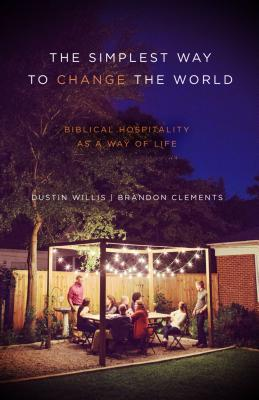 THE SIMPLEST WAY
TO CHANGE THE WORLD
BIBLICAL HOSPITALITY
AS A WAY OF LIFE
DUSTIN WILLIS | BRANDON CLEMENTS